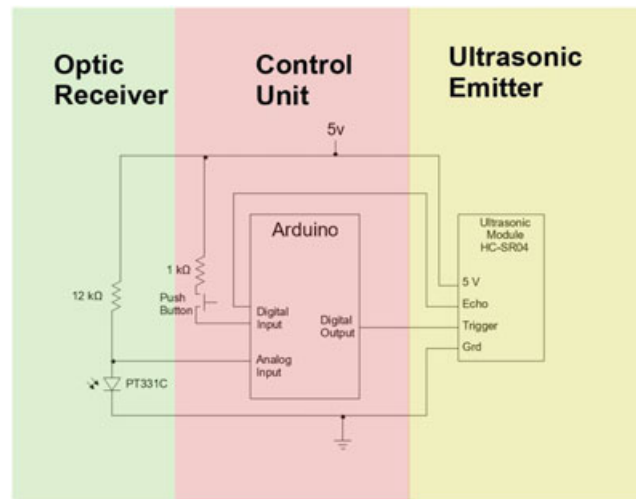 Optic
Receiver
Control
Unit
Ultrasonic
Emitter
5v
Arduino
Ultrasonic
Module
HC-SR04
1 kΩ
12 kΩ
Push
Button
Digital
Input
Digital
Output
Analog
Input
5 V
Echo
Trigger
Grd
PT331C